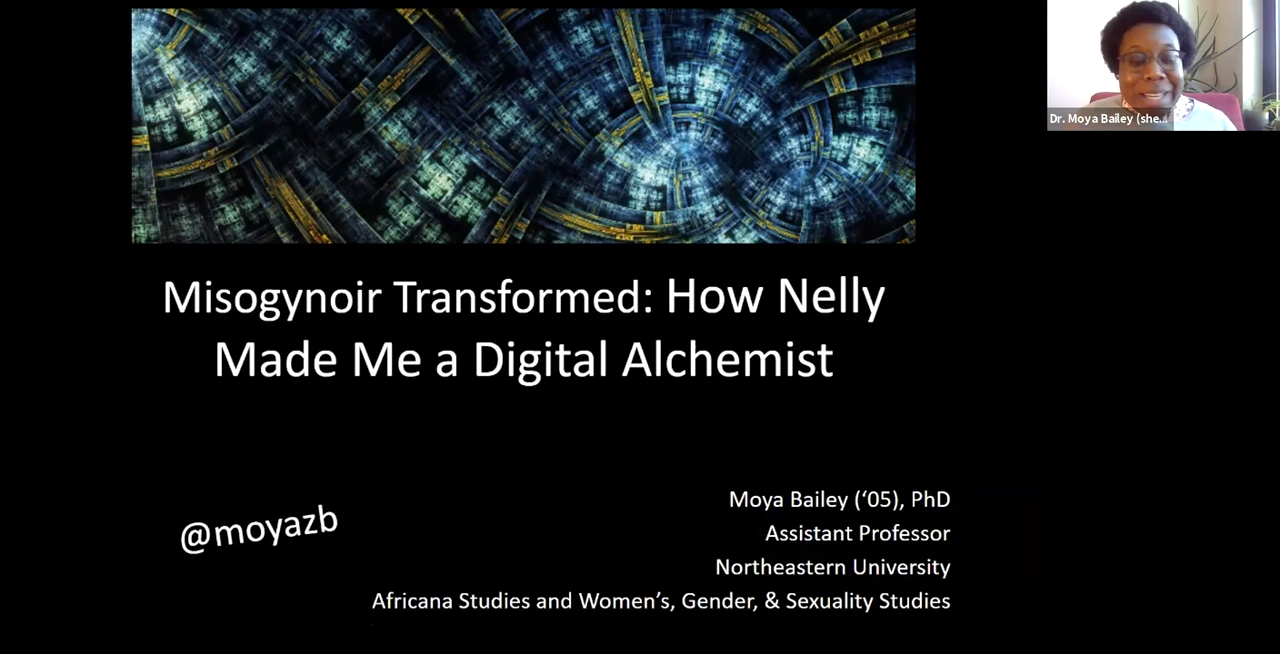 Dr. Moya Bailey (she...
Misogynoir Transformed: How Nelly
Made Me a Digital Alchemist
@moyazb
Moya Bailey (‘05), PhD
Assistant Professor
Northeastern University
Africana Studies and Women’s, Gender, & Sexuality Studies